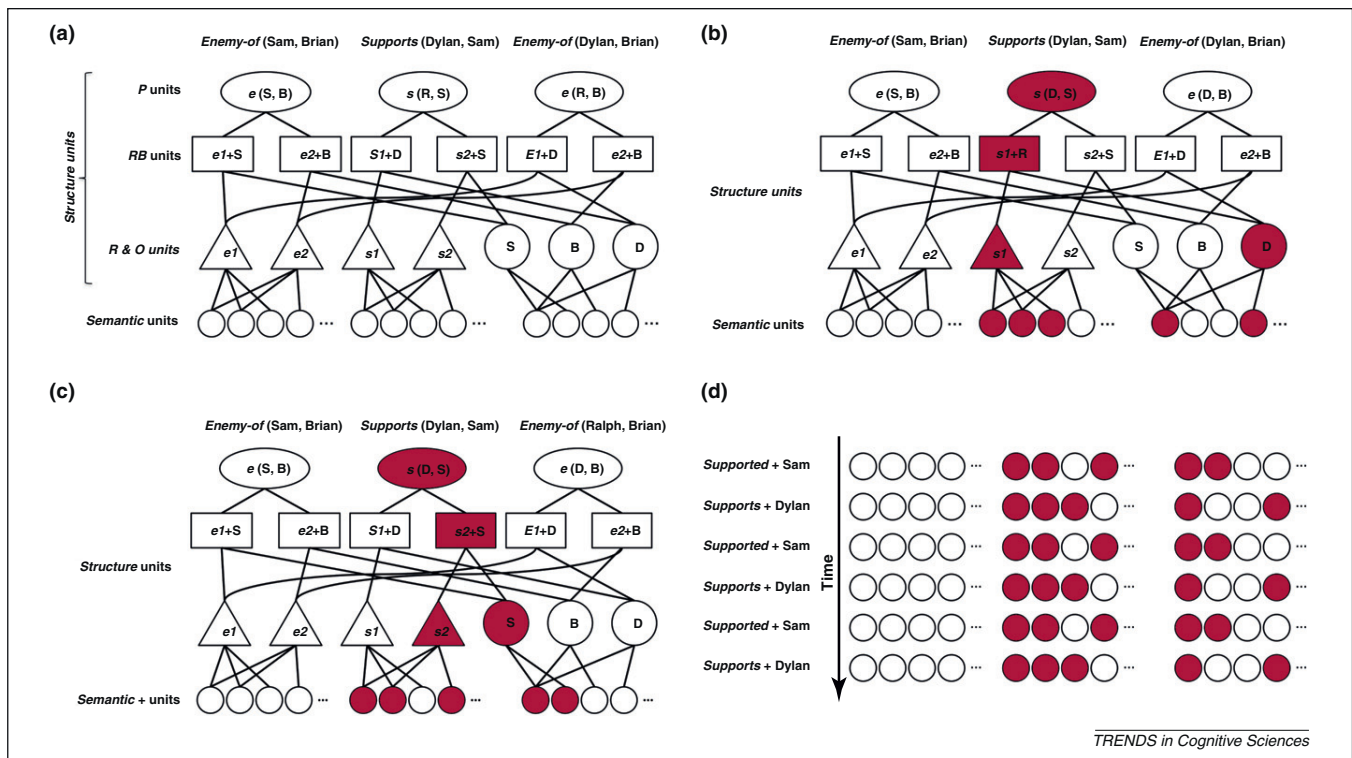 (a)
Enemy-of (Sam, Brian) Supports (Dylan, Sam) Enemy-of (Dylan, Brian)
P units
e (S, B) s (R, S) e (R, B)
Structure units
RB units
e1+S e2+B S1+D s2+S E1+D e2+B
R & O units
e1 e2 s1 s2 S B D
Semantic units
... ... ...
(b)
Enemy-of (Sam, Brian) Supports (Dylan, Sam) Enemy-of (Dylan, Brian)
e (S, B) s (D, S) e (D, B)
e1+S e2+B s1+R s2+S E1+D e2+B
Structure units
e1 e2 s1 s2 S B D
Semantic units
... ... ...
(c)
Enemy-of (Sam, Brian) Supports (Dylan, Sam) Enemy-of (Ralph, Brian)
e (S, B) s (D, S) e (D, B)
e1+S e2+B S1+D s2+S E1+D e2+B
Structure units
e1 e2 s1 s2 S B D
Semantic + units
... ... ...
(d)
Time
Supported + Sam ... ... ...
Supports + Dylan ... ... ...
Supported + Sam ... ... ...
Supports + Dylan ... ... ...
Supported + Sam ... ... ...
Supports + Dylan ... ... ...
TRENDS in Cognitive Sciences